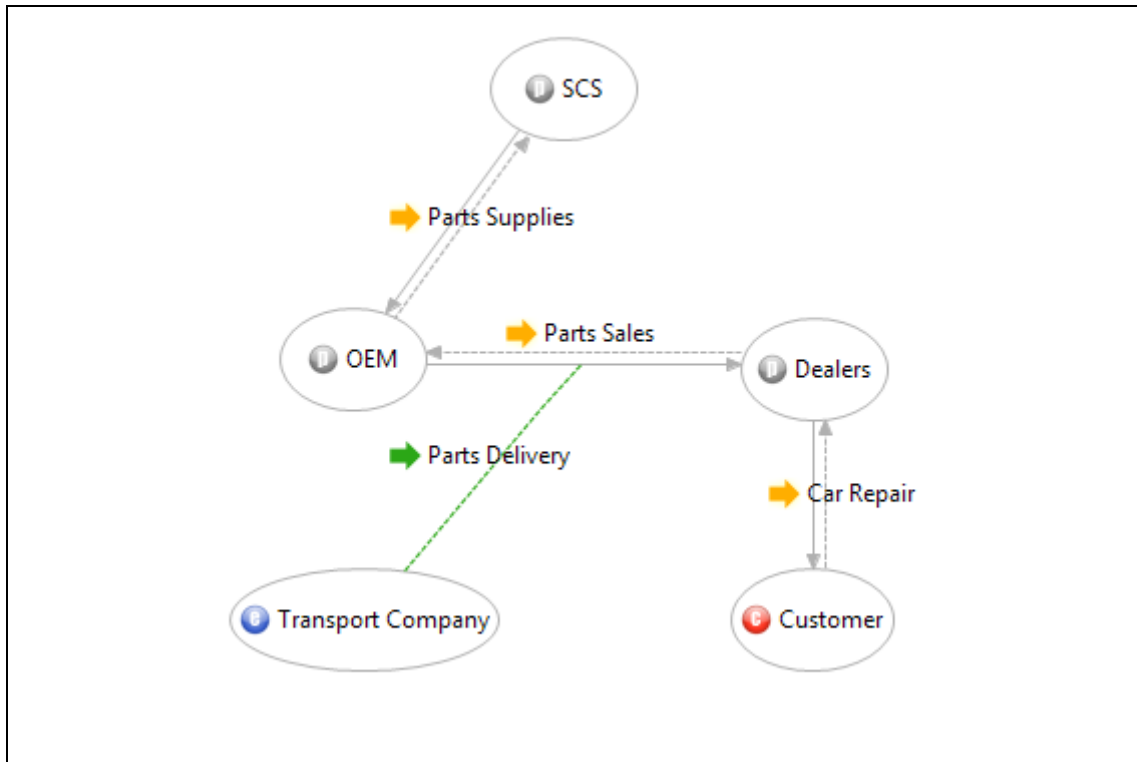 p SCS
Parts Supplies
Parts Sales
p OEM
p Dealers
Parts Delivery
Car Repair
e Transport Company
c Customer